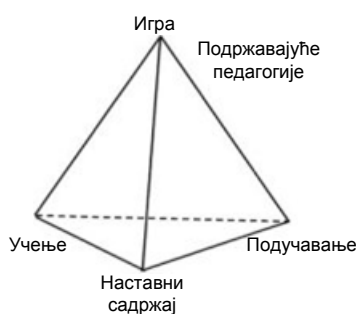 Игра
Подржавајуће
педагогије
Учење
Подучавање
Наставни
садржај